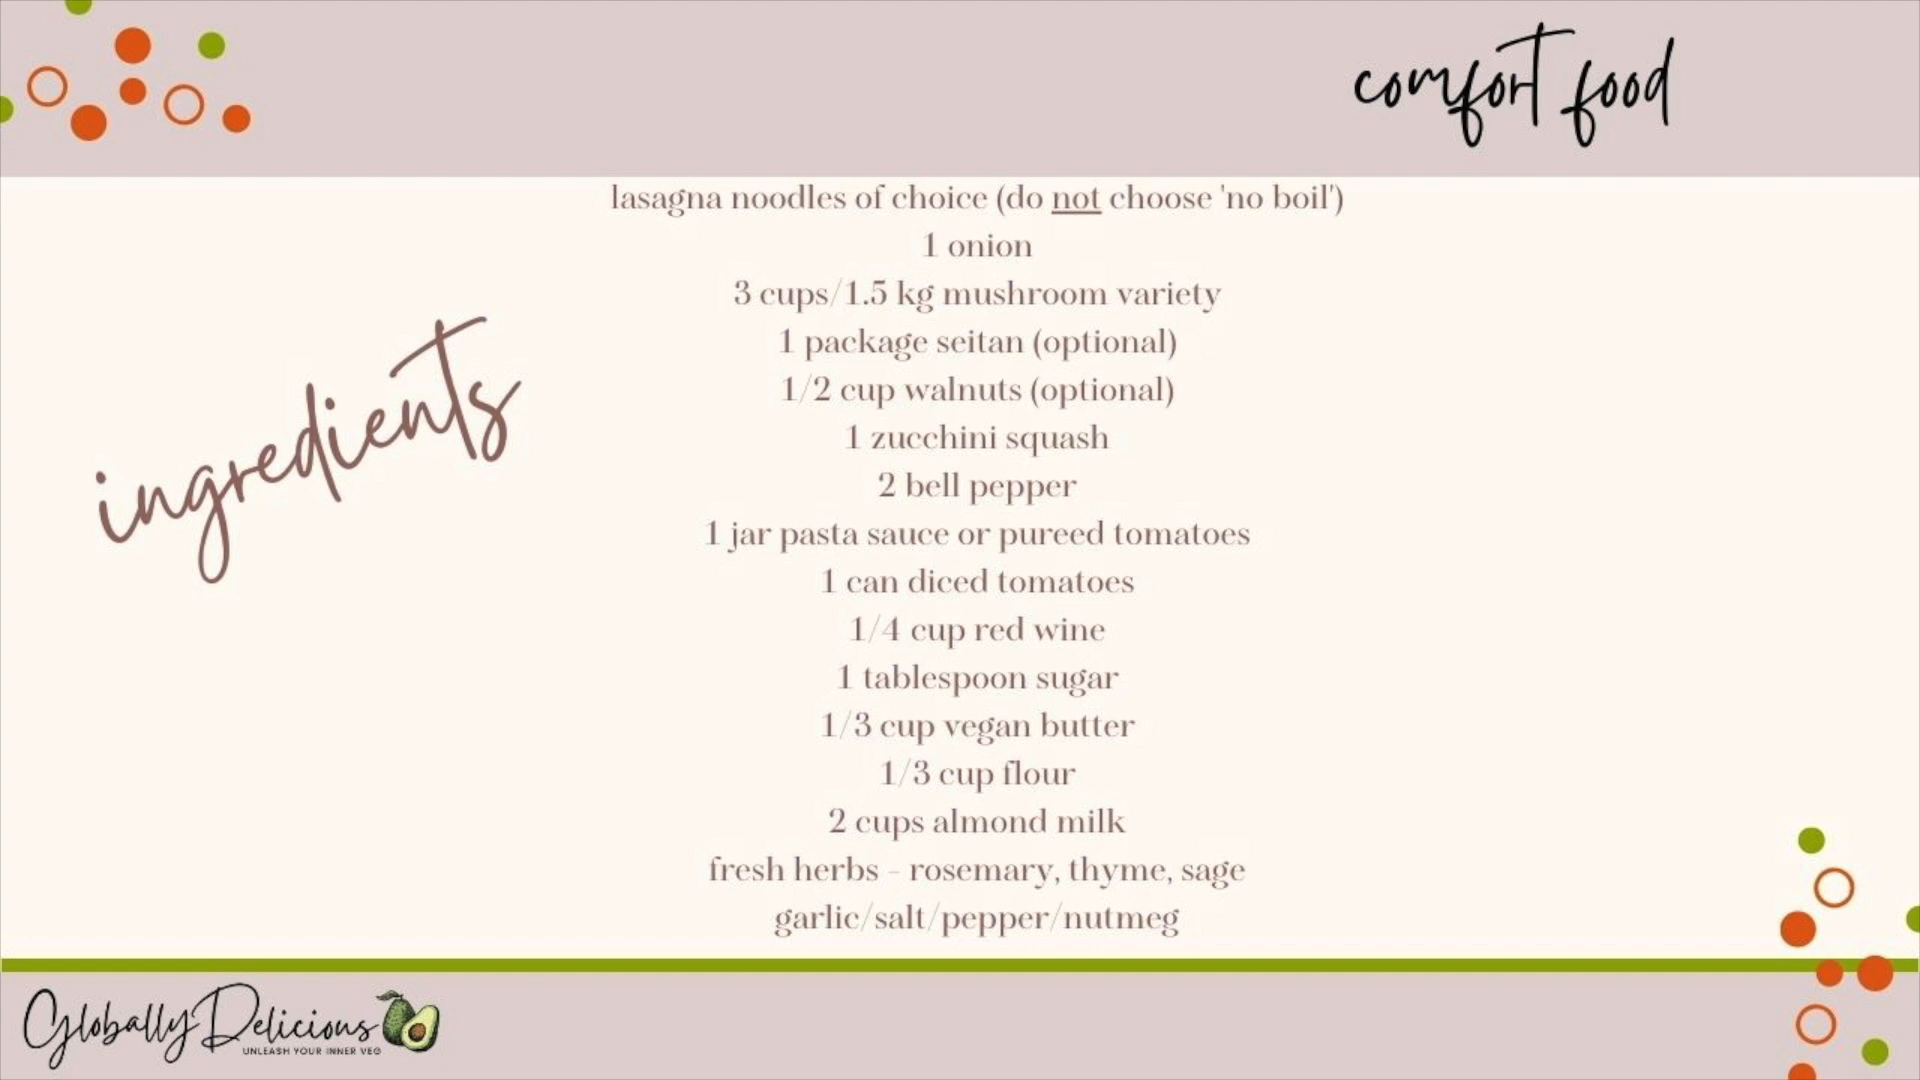 comfort food
ingredients
lasagna noodles of choice (do not choose 'no boil')
1 onion
3 cups/1.5 kg mushroom variety
1 package seitan (optional)
1/2 cup walnuts (optional)
1 zucchini squash
2 bell pepper
1 jar pasta sauce or pureed tomatoes
1 can diced tomatoes
1/4 cup red wine
1 tablespoon sugar
1/3 cup vegan butter
1/3 cup flour
2 cups almond milk
fresh herbs - rosemary, thyme, sage
garlic/salt/pepper/nutmeg
Globally Delicious
UNLEASH YOUR INNER VEG